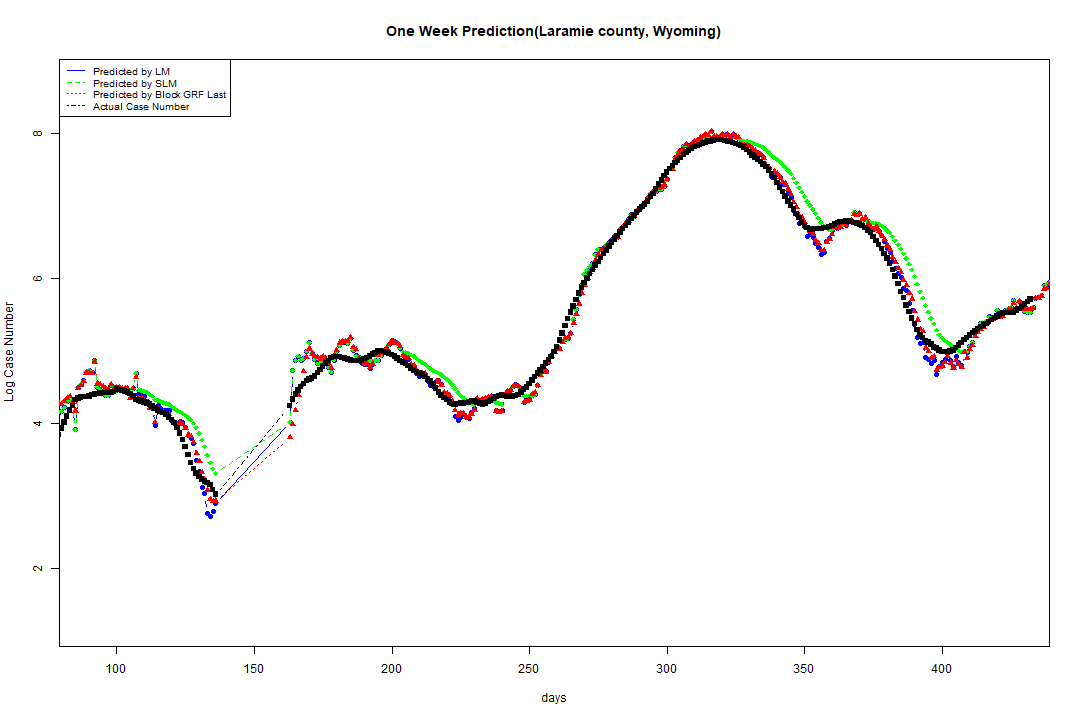 One Week Prediction(Laramie county, Wyoming)
Predicted by LM
Predicted by SLM
Predicted by Block GRF Last
Actual Case Number
8
6
4
2
Log Case Number
100 150 200 250 300 350 400
days